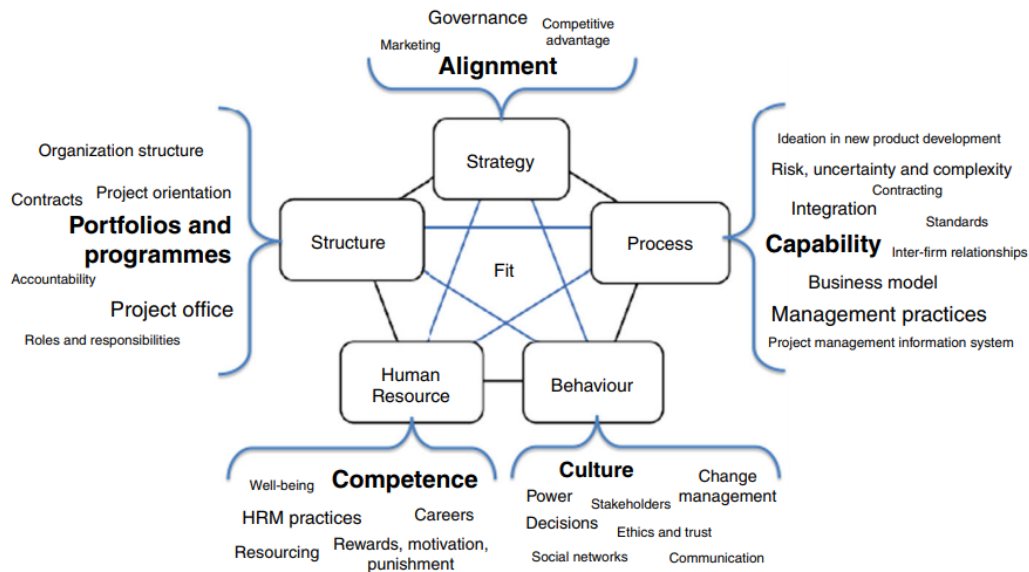 Governance
Competitive
advantage
Marketing
Alignment
Strategy
Organization structure
Contracts
Project orientation
Portfolios and
programmes
Accountability
Project office
Roles and responsibilities
Structure
Fit
Process
Ideation in new product development
Risk, uncertainty and complexity
Contracting
Integration
Standards
Capability
Inter-firm relationships
Business model
Management practices
Project management information system
Human
Resource
Behaviour
Well-being
Competence
HRM practices
Careers
Resourcing
Rewards, motivation,
punishment
Culture
Change
management
Power
Stakeholders
Decisions
Ethics and trust
Social networks
Communication